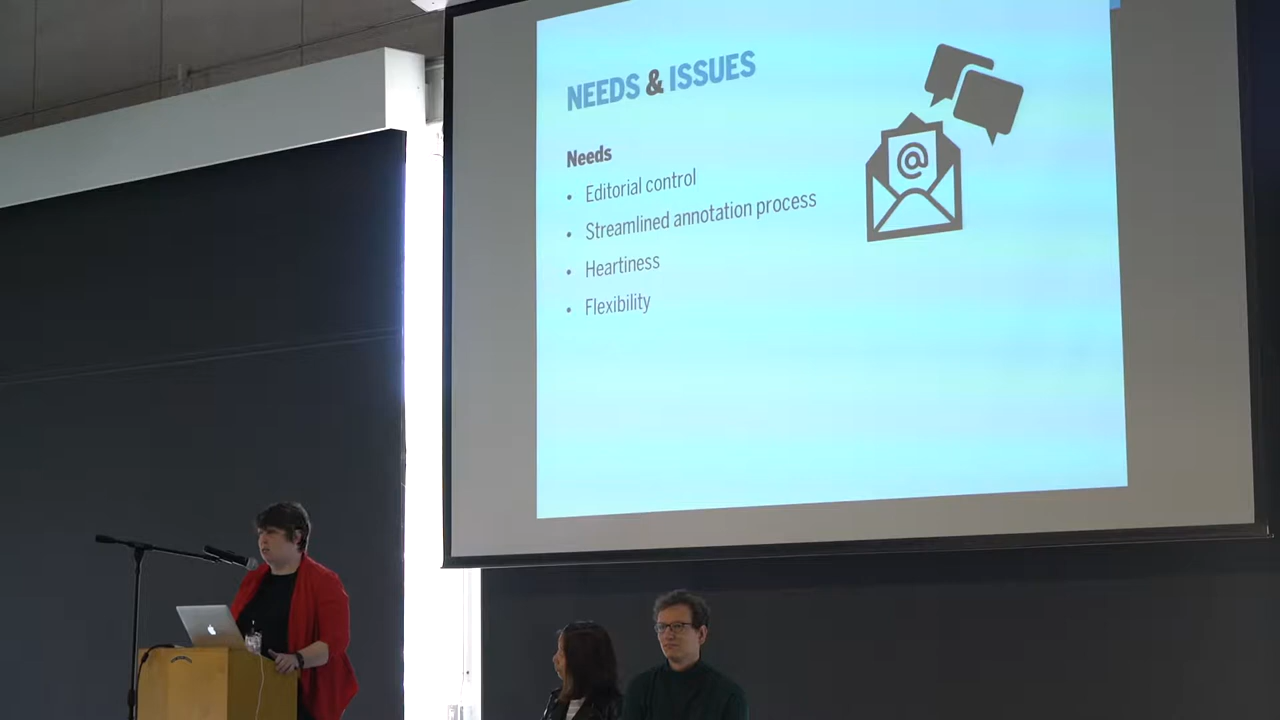 NEEDS & ISSUES
Needs
• Editorial control
• Streamlined annotation process
• Heartiness
• Flexibility
@